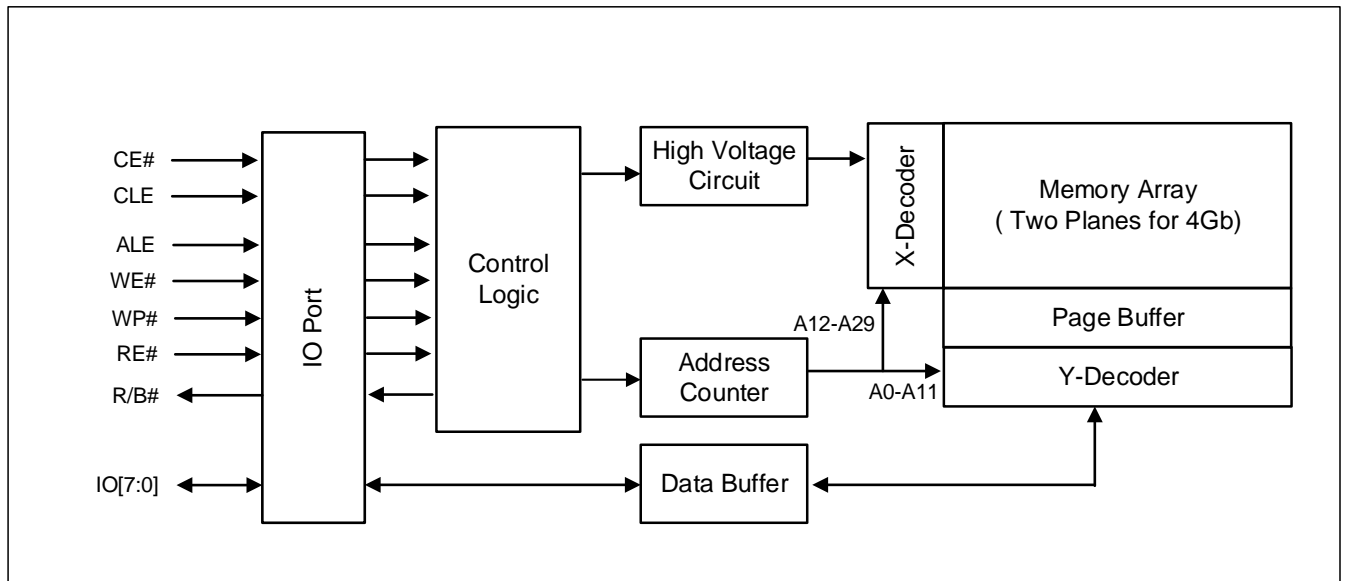 CE#
CLE
ALE
WE#
WP#
RE#
R/B#
IO[7:0]
IO Port
Control
Logic
High Voltage
Circuit
Address
Counter
Data Buffer
X-Decoder
A12-A29
A0-A11
Memory Array
( Two Planes for 4Gb)
Page Buffer
Y-Decoder